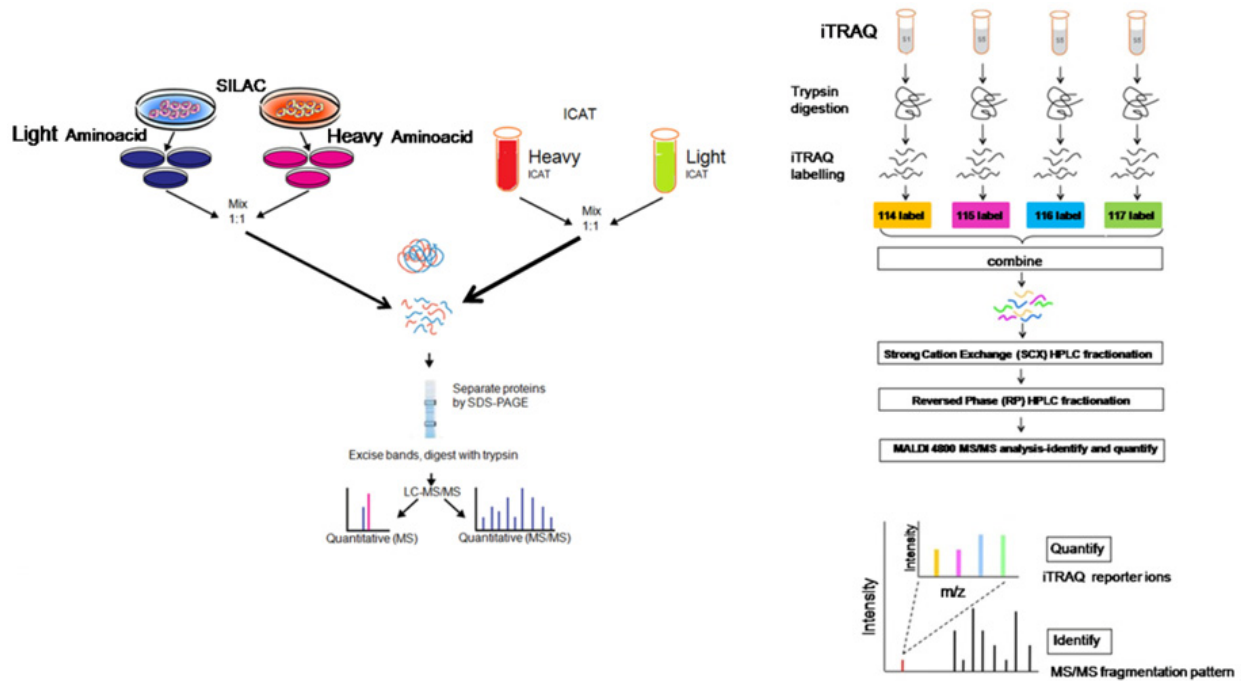 SILAC
Light Aminoacid
Heavy Aminoacid
Mix
1:1
ICAT
Heavy
ICAT
Light
ICAT
Mix
1:1
Separate proteins
by SDS-PAGE
Excise bands, digest with trypsin
LC-MS/MS
Quantitative (MS)
Quantitative (MS/MS)
iTRAQ
S1
S5
S5
S5
Trypsin
digestion
iTRAQ
labelling
114 label
115 label
116 label
117 label
combine
Strong Cation Exchange (SCX) HPLC fractionation
Reversed Phase (RP) HPLC fractionation
MALDI 4800 MS/MS analysis-identify and quantify
Intensity
Intensity
m/z
Quantify
iTRAQ reporter ions
Identify
MS/MS fragmentation pattern